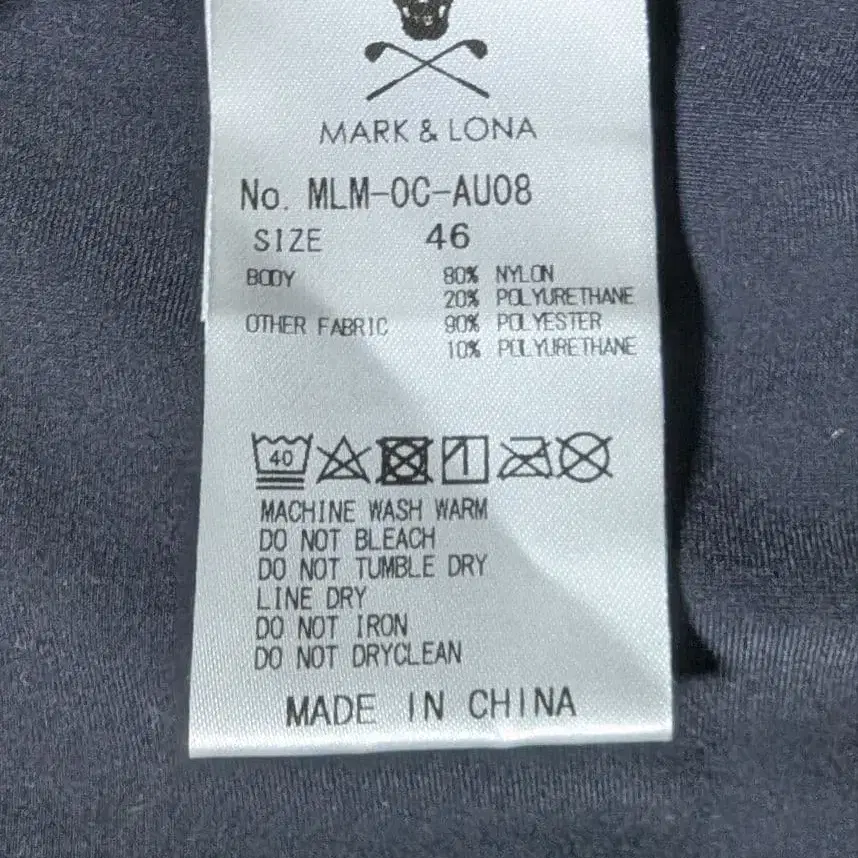 MARK & LONA
No. MLM-OC-AU08
SIZE 46
BODY 80% NYLON
20% POLYURETHANE
OTHER FABRIC 90% POLYESTER
10% POLYURETHANE
40
MACHINE WASH WARM
DO NOT BLEACH
DO NOT TUMBLE DRY
LINE DRY
DO NOT IRON
DO NOT DRYCLEAN
MADE IN CHINA